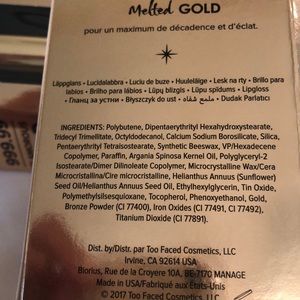 Melted GOLD
pour un maximum de décadence et d'éclat.
Läppglans • Lucidalabbra • Luciu de buze • Huuleläige • Lesk na rty • Brillo para
labios • Brilho para lábios • Lūpų blizgis • Lūpu spīdums • Lipgloss
• Гланц за устни • Błyszczyk do ust • ملمع شفاه • Dudak Parlatıcı
INGREDIENTS: Polybutene, Dipentaerythrityl Hexahydroxystearate,
Tridecyl Trimellitate, Octyldodecanol, Calcium Sodium Borosilicate, Silica,
Pentaerythrityl Tetraisostearate, Synthetic Beeswax, VP/Hexadecene
Copolymer, Paraffin, Argania Spinosa Kernel Oil, Polyglyceryl-2
Isostearate/Dimer Dilinoleate Copolymer, Microcrystalline Wax/Cera
Microcristallina/Cire microcristalline, Helianthus Annuus (Sunflower)
Seed Oil/Helianthus Annuus Seed Oil, Ethylhexylglycerin, Tin Oxide,
Polymethylsilsesquioxane, Tocopherol, Phenoxyethanol, Gold,
Bronze Powder (CI 77400), Iron Oxides (CI 77491, CI 77492),
Titanium Dioxide (CI 77891).
Dist. by/Distr. par Too Faced Cosmetics, LLC
Irvine, CA 92614 USA
Biorius, Rue de la Croyère 10A, BE-7170 MANAGE
Made in USA/Fabriqué aux États-Unis
© 2017 Too Faced Cosmetics, LLC